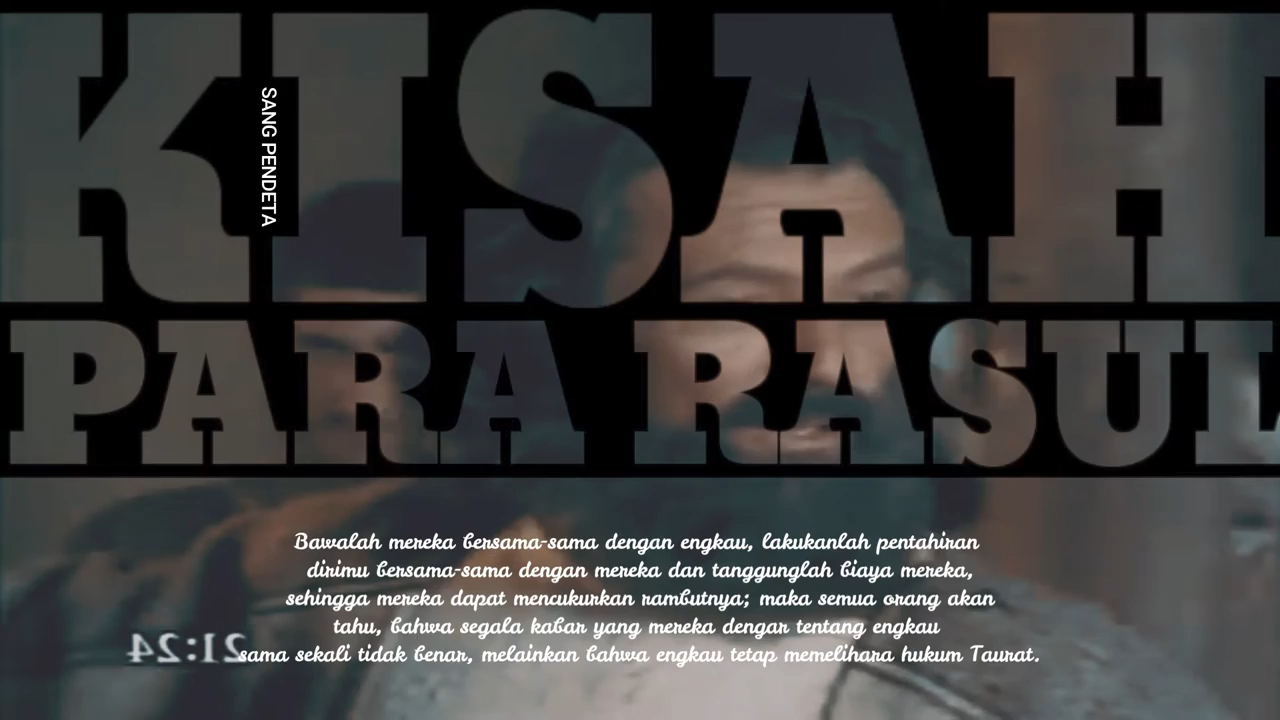 KISAH
SANG PENDETA
PARA RASUL
Bawalah mereka bersama-sama dengan engkau, lakukanlah pentahiran
dirimu bersama-sama dengan mereka dan tanggunglah biaya mereka,
sehingga mereka dapat mencukurkan rambutnya; maka semua orang akan
tahu, bahwa segala kabar yang mereka dengar tentang engkau
sama sekali tidak benar, melainkan bahwa engkau tetap memelihara hukum Taurat.
21:24